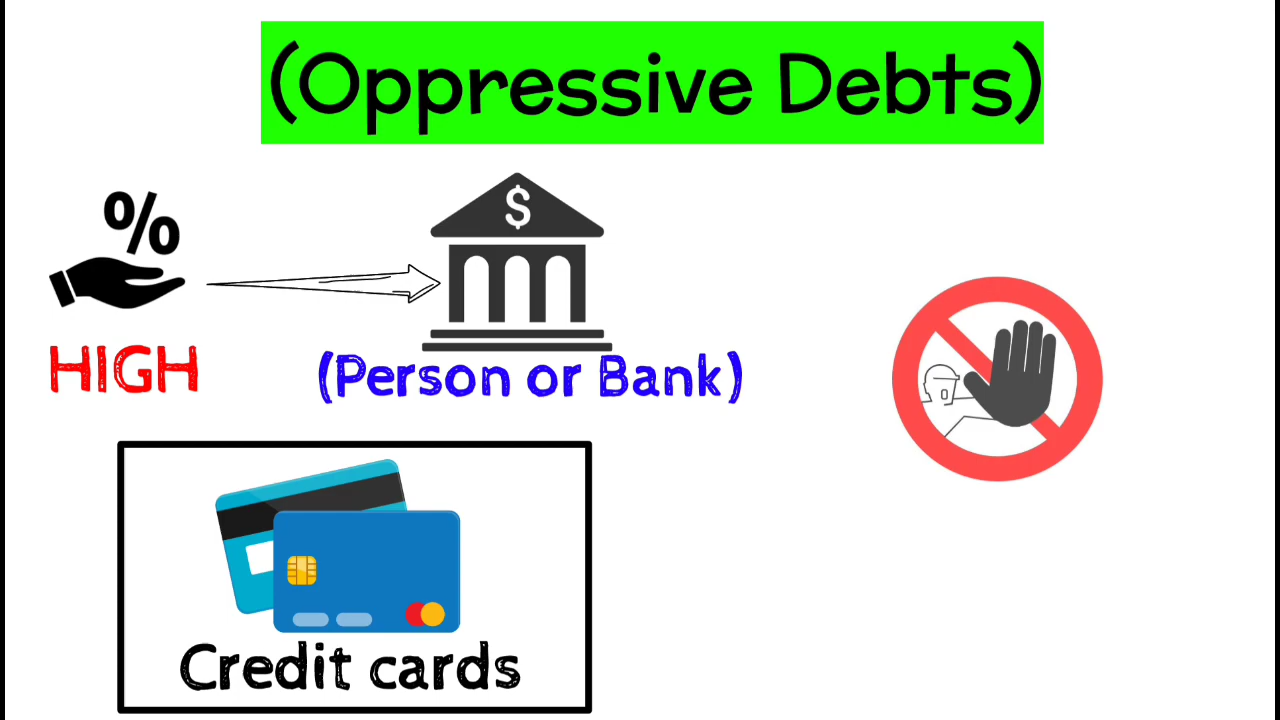 (Oppressive Debts)
%
$
HIGH
(Person or Bank)
Credit cards